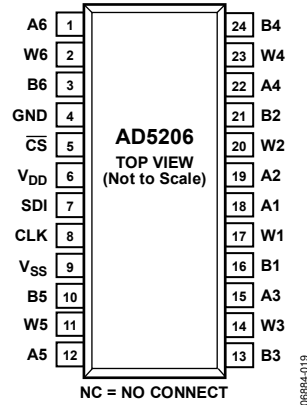 A6 1 24 B4
W6 2 23 W4
B6 3 22 A4
GND 4 21 B2
CS 5 20 W2
VDD 6 19 A2
SDI 7 18 A1
CLK 8 17 W1
VSS 9 16 B1
B5 10 15 A3
W5 11 14 W3
A5 12 13 B3
AD5206
TOP VIEW
(Not to Scale)
NC = NO CONNECT
06884-019